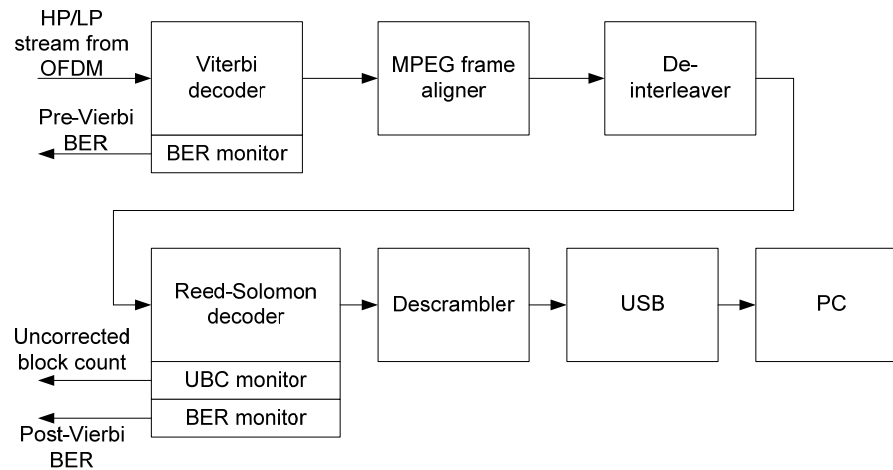 HP/LP
stream from
OFDM
Viterbi
decoder
MPEG frame
aligner
De-
interleaver
Pre-Vierbi
BER
BER monitor
Reed-Solomon
decoder
Descrambler
USB
PC
Uncorrected
block count
UBC monitor
BER monitor
Post-Vierbi
BER